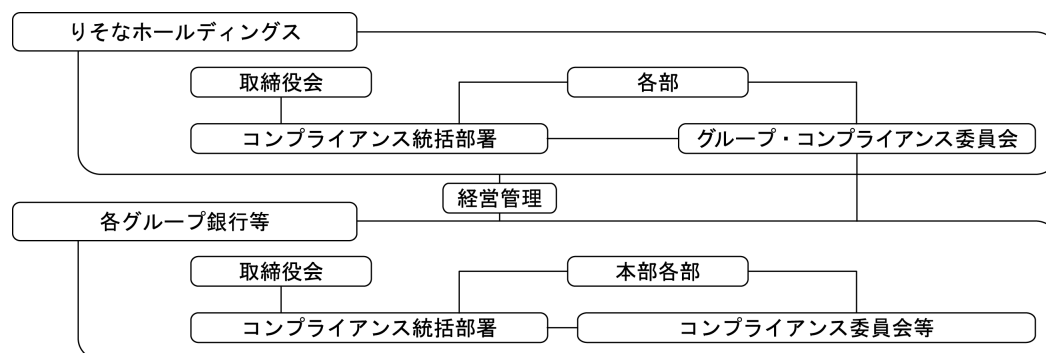 りそなホールディングス
取締役会
各部
コンプライアンス統括部署
グループ・コンプライアンス委員会
経営管理
各グループ銀行等
取締役会
本部各部
コンプライアンス統括部署
コンプライアンス委員会等